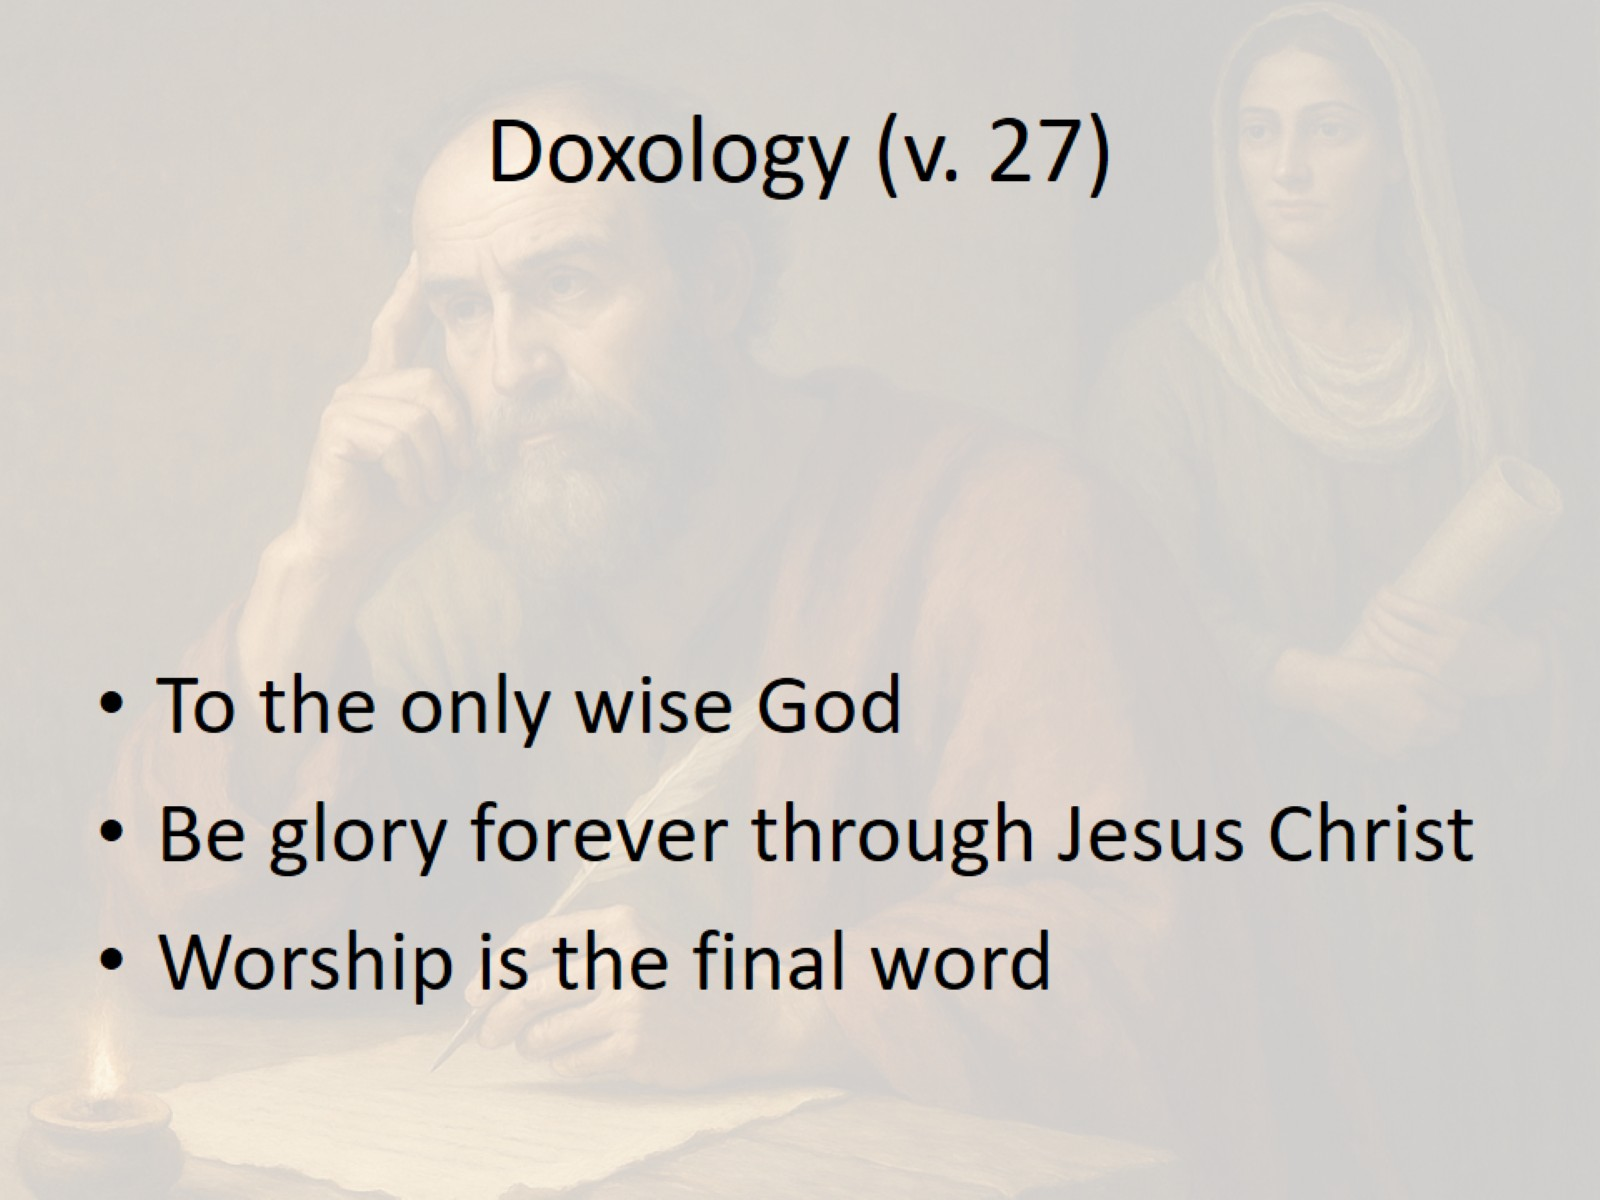 Doxology (v. 27)
• To the only wise God
• Be glory forever through Jesus Christ
• Worship is the final word